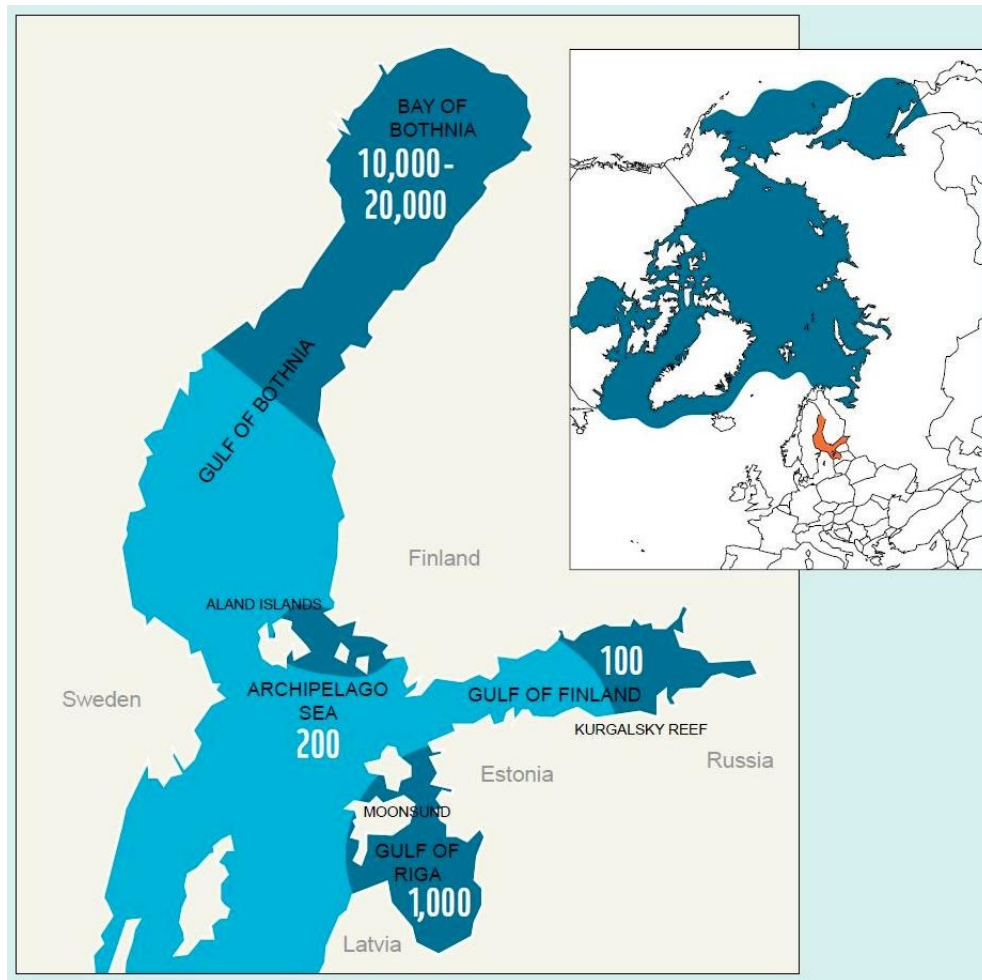 BAY OF
BOTHNIA
10,000-
20,000
GULF OF BOTHNIA
Finland
ALAND ISLANDS
Sweden
ARCHIPELAGO
SEA
200
100
GULF OF FINLAND
KURGALSKY REEF
Russia
Estonia
MOONSUND
GULF OF
RIGA
1,000
Latvia